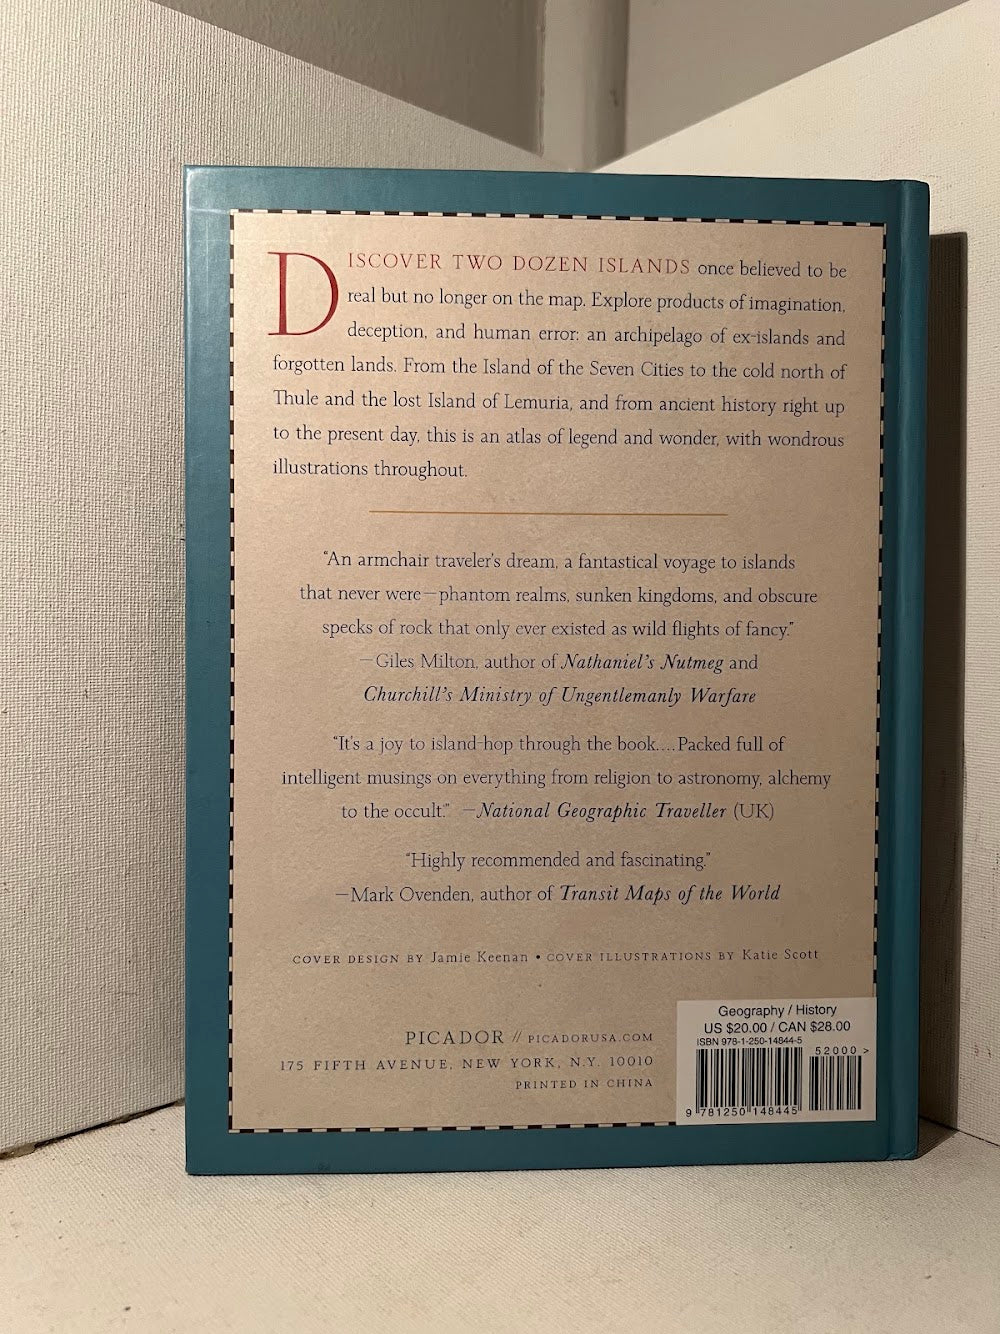 DISCOVER TWO DOZEN ISLANDS once believed to be
real but no longer on the map. Explore products of imagination,
deception, and human error: an archipelago of ex-islands and
forgotten lands. From the Island of the Seven Cities to the cold north of
Thule and the lost Island of Lemuria, and from ancient history right up
to the present day, this is an atlas of legend and wonder, with wondrous
illustrations throughout.
“An armchair traveler’s dream, a fantastical voyage to islands
that never were—phantom realms, sunken kingdoms, and obscure
specks of rock that only ever existed as wild flights of fancy.”
—Giles Milton, author of Nathaniel’s Nutmeg and
Churchill’s Ministry of Ungentlemanly Warfare
“It’s a joy to island-hop through the book....Packed full of
intelligent musings on everything from religion to astronomy, alchemy
to the occult.” —National Geographic Traveller (UK)
“Highly recommended and fascinating.”
—Mark Ovenden, author of Transit Maps of the World
COVER DESIGN BY Jamie Keenan • COVER ILLUSTRATIONS BY Katie Scott
PICADOR // PICADORUSA.COM
175 FIFTH AVENUE, NEW YORK, N.Y. 10010
PRINTED IN CHINA
Geography / History
US $20.00 / CAN $28.00
ISBN 978-1-250-14844-5
52000 >
9 781250 148445